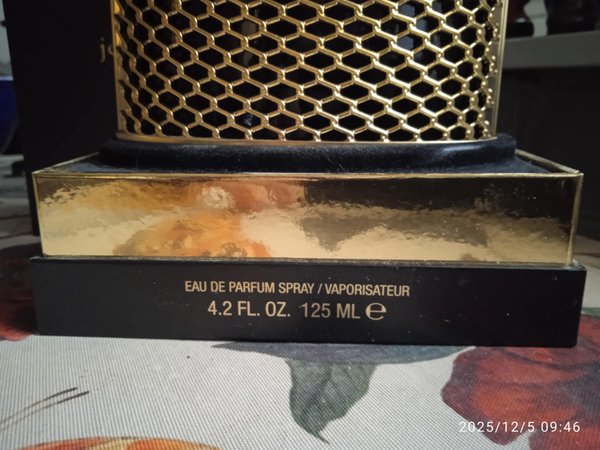 EAU DE PARFUM SPRAY / VAPORISATEUR
4.2 FL. OZ. 125 ML ℮
2025/12/5 09:46